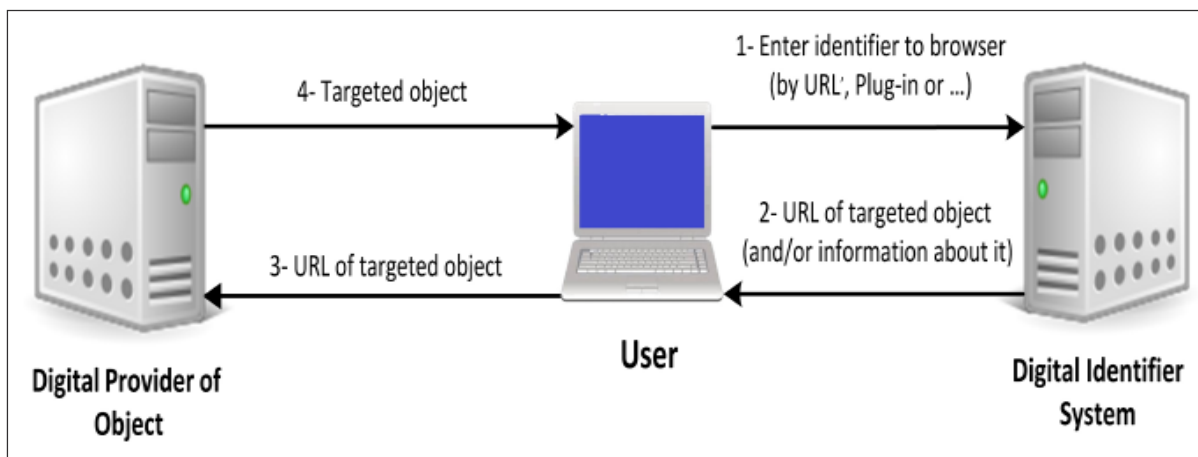 1- Enter identifier to browser
(by URL', Plug-in or ...)
4- Targeted object
2- URL of targeted object
(and/or information about it)
3- URL of targeted object
User
Digital Provider of
Object
Digital Identifier
System